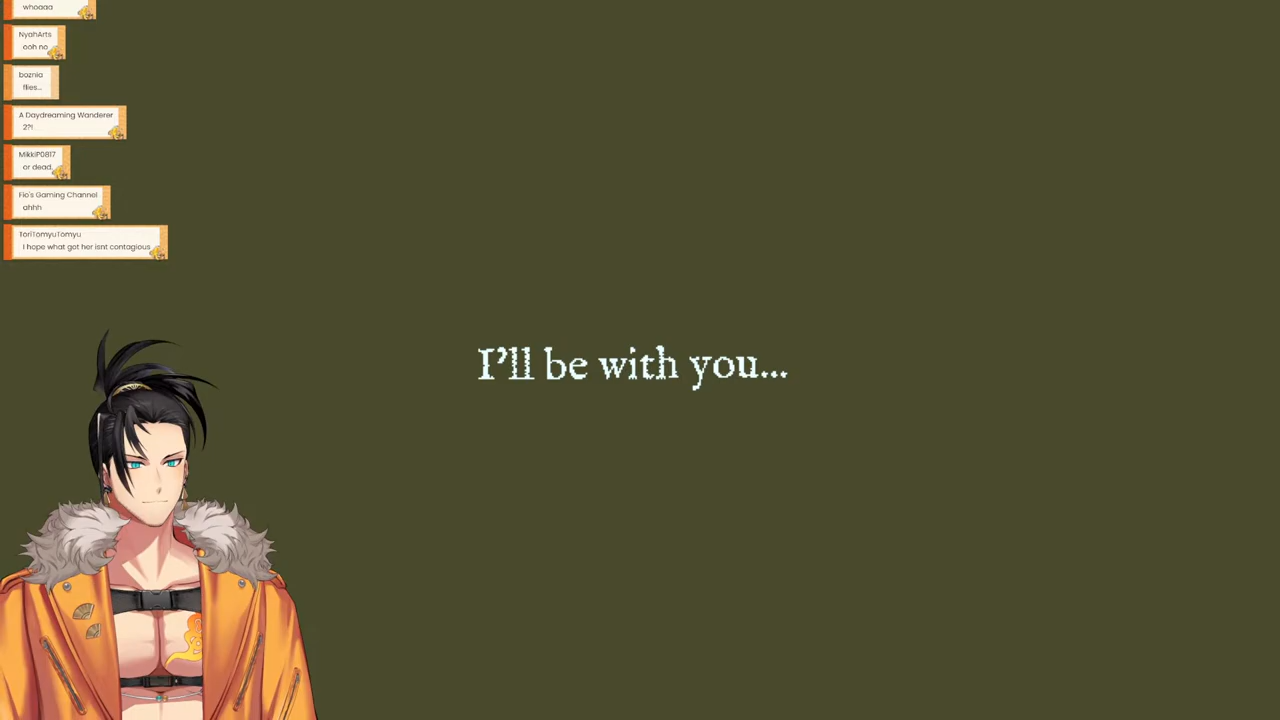 whoaaa
NyahArts
ooh no
boznia
flies...
A Daydreaming Wanderer
2?!
MikkiP0817
or dead.
Fio's Gaming Channel
ahhh
ToriTomyuTomyu
I hope what got her isnt contagious
I'll be with you...